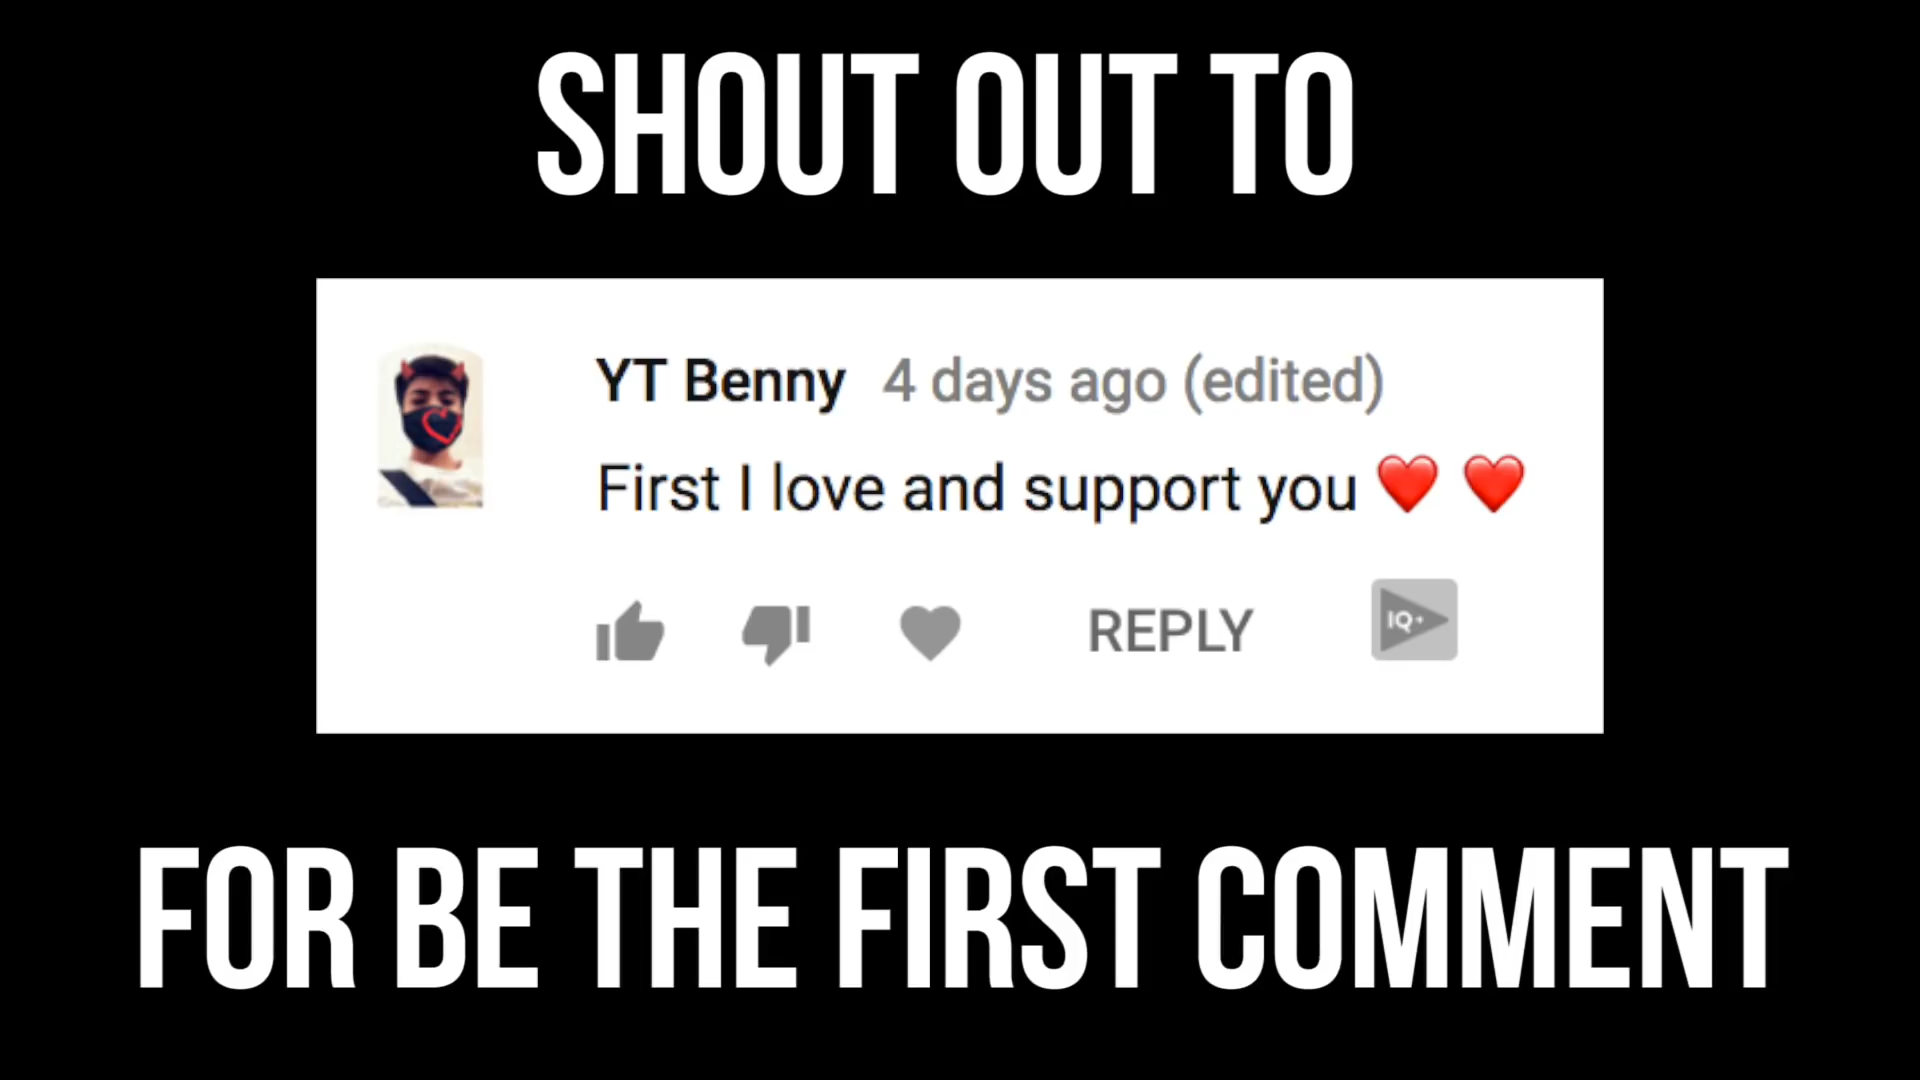 SHOUT OUT TO
YT Benny 4 days ago (edited)
First I love and support you ❤️ ❤️
REPLY IQ+
FOR BE THE FIRST COMMENT